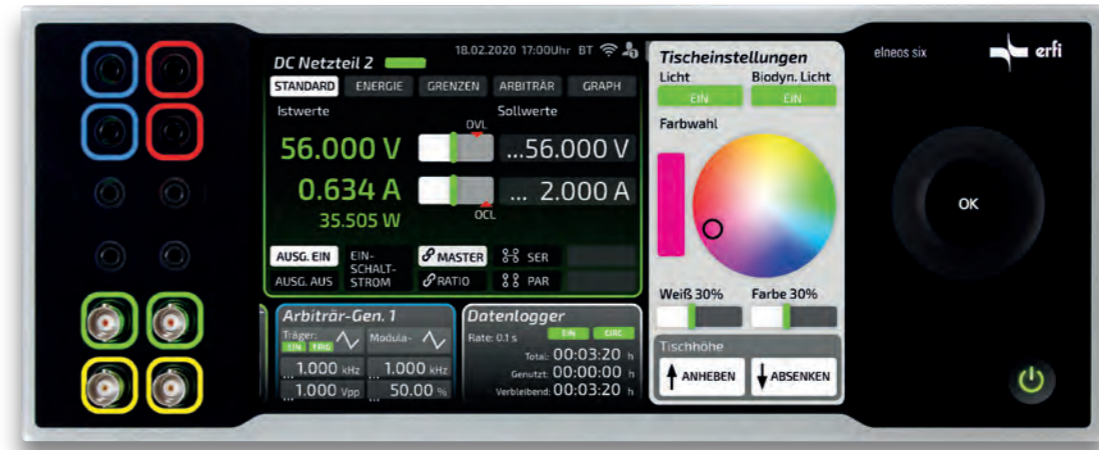 18.02.2020 17:00Uhr BT
DC Netzteil 2
STANDARD ENERGIE GRENZEN ARBITRÄR GRAPH
Istwerte Sollwerte
OVL
56.000 V ...56.000 V
0.634 A ... 2.000 A
35.505 W OCL
AUSG. EIN EIN-SCHALT-STROM MASTER SER
AUSG. AUS RATIO PAR
Arbiträr-Gen. 1
Träger: Modula-
EIN TRIG
...1.000 kHz ...1.000 kHz
...1.000 Vpp ...50.00 %
Datenlogger
Rate: 0.1 s EIN CIRC
Total: 00:03:20 h
Genutzt: 00:00:00 h
Verbleibend: 00:03:20 h
Tischeinstellungen
Licht Biodyn. Licht
EIN EIN
Farbwahl
Weiß 30% Farbe 30%
Tischhöhe
ANHEBEN ABSENKEN
elneos six erfi
OK